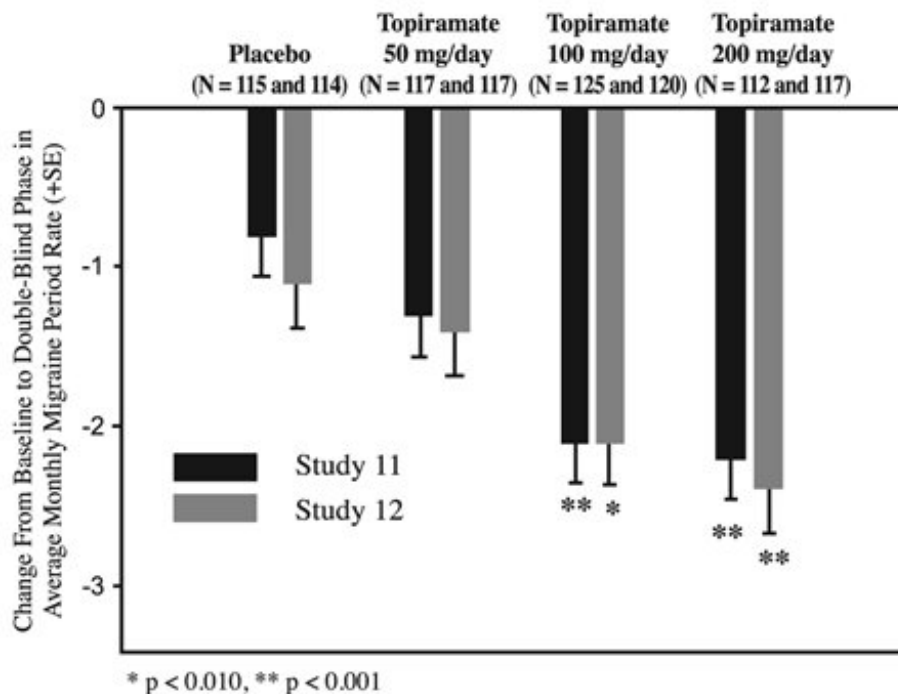 Placebo
(N = 115 and 114)
Topiramate
50 mg/day
(N = 117 and 117)
Topiramate
100 mg/day
(N = 125 and 120)
Topiramate
200 mg/day
(N = 112 and 117)
Change From Baseline to Double-Blind Phase in
Average Monthly Migraine Period Rate (+SE)
0
-1
-2
-3
Study 11
Study 12
**
*
**
**
* p < 0.010, ** p < 0.001